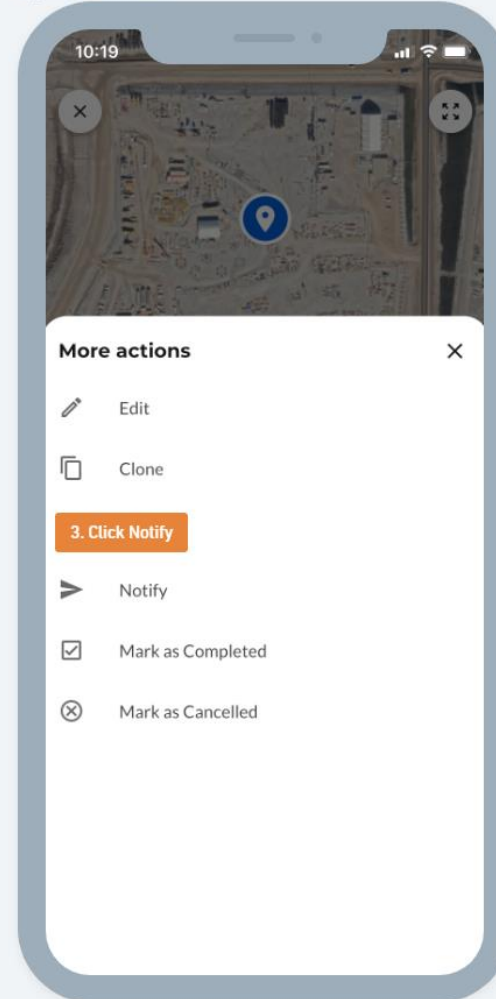 10:19
More actions
Edit
Clone
3. Click Notify
Notify
Mark as Completed
Mark as Cancelled